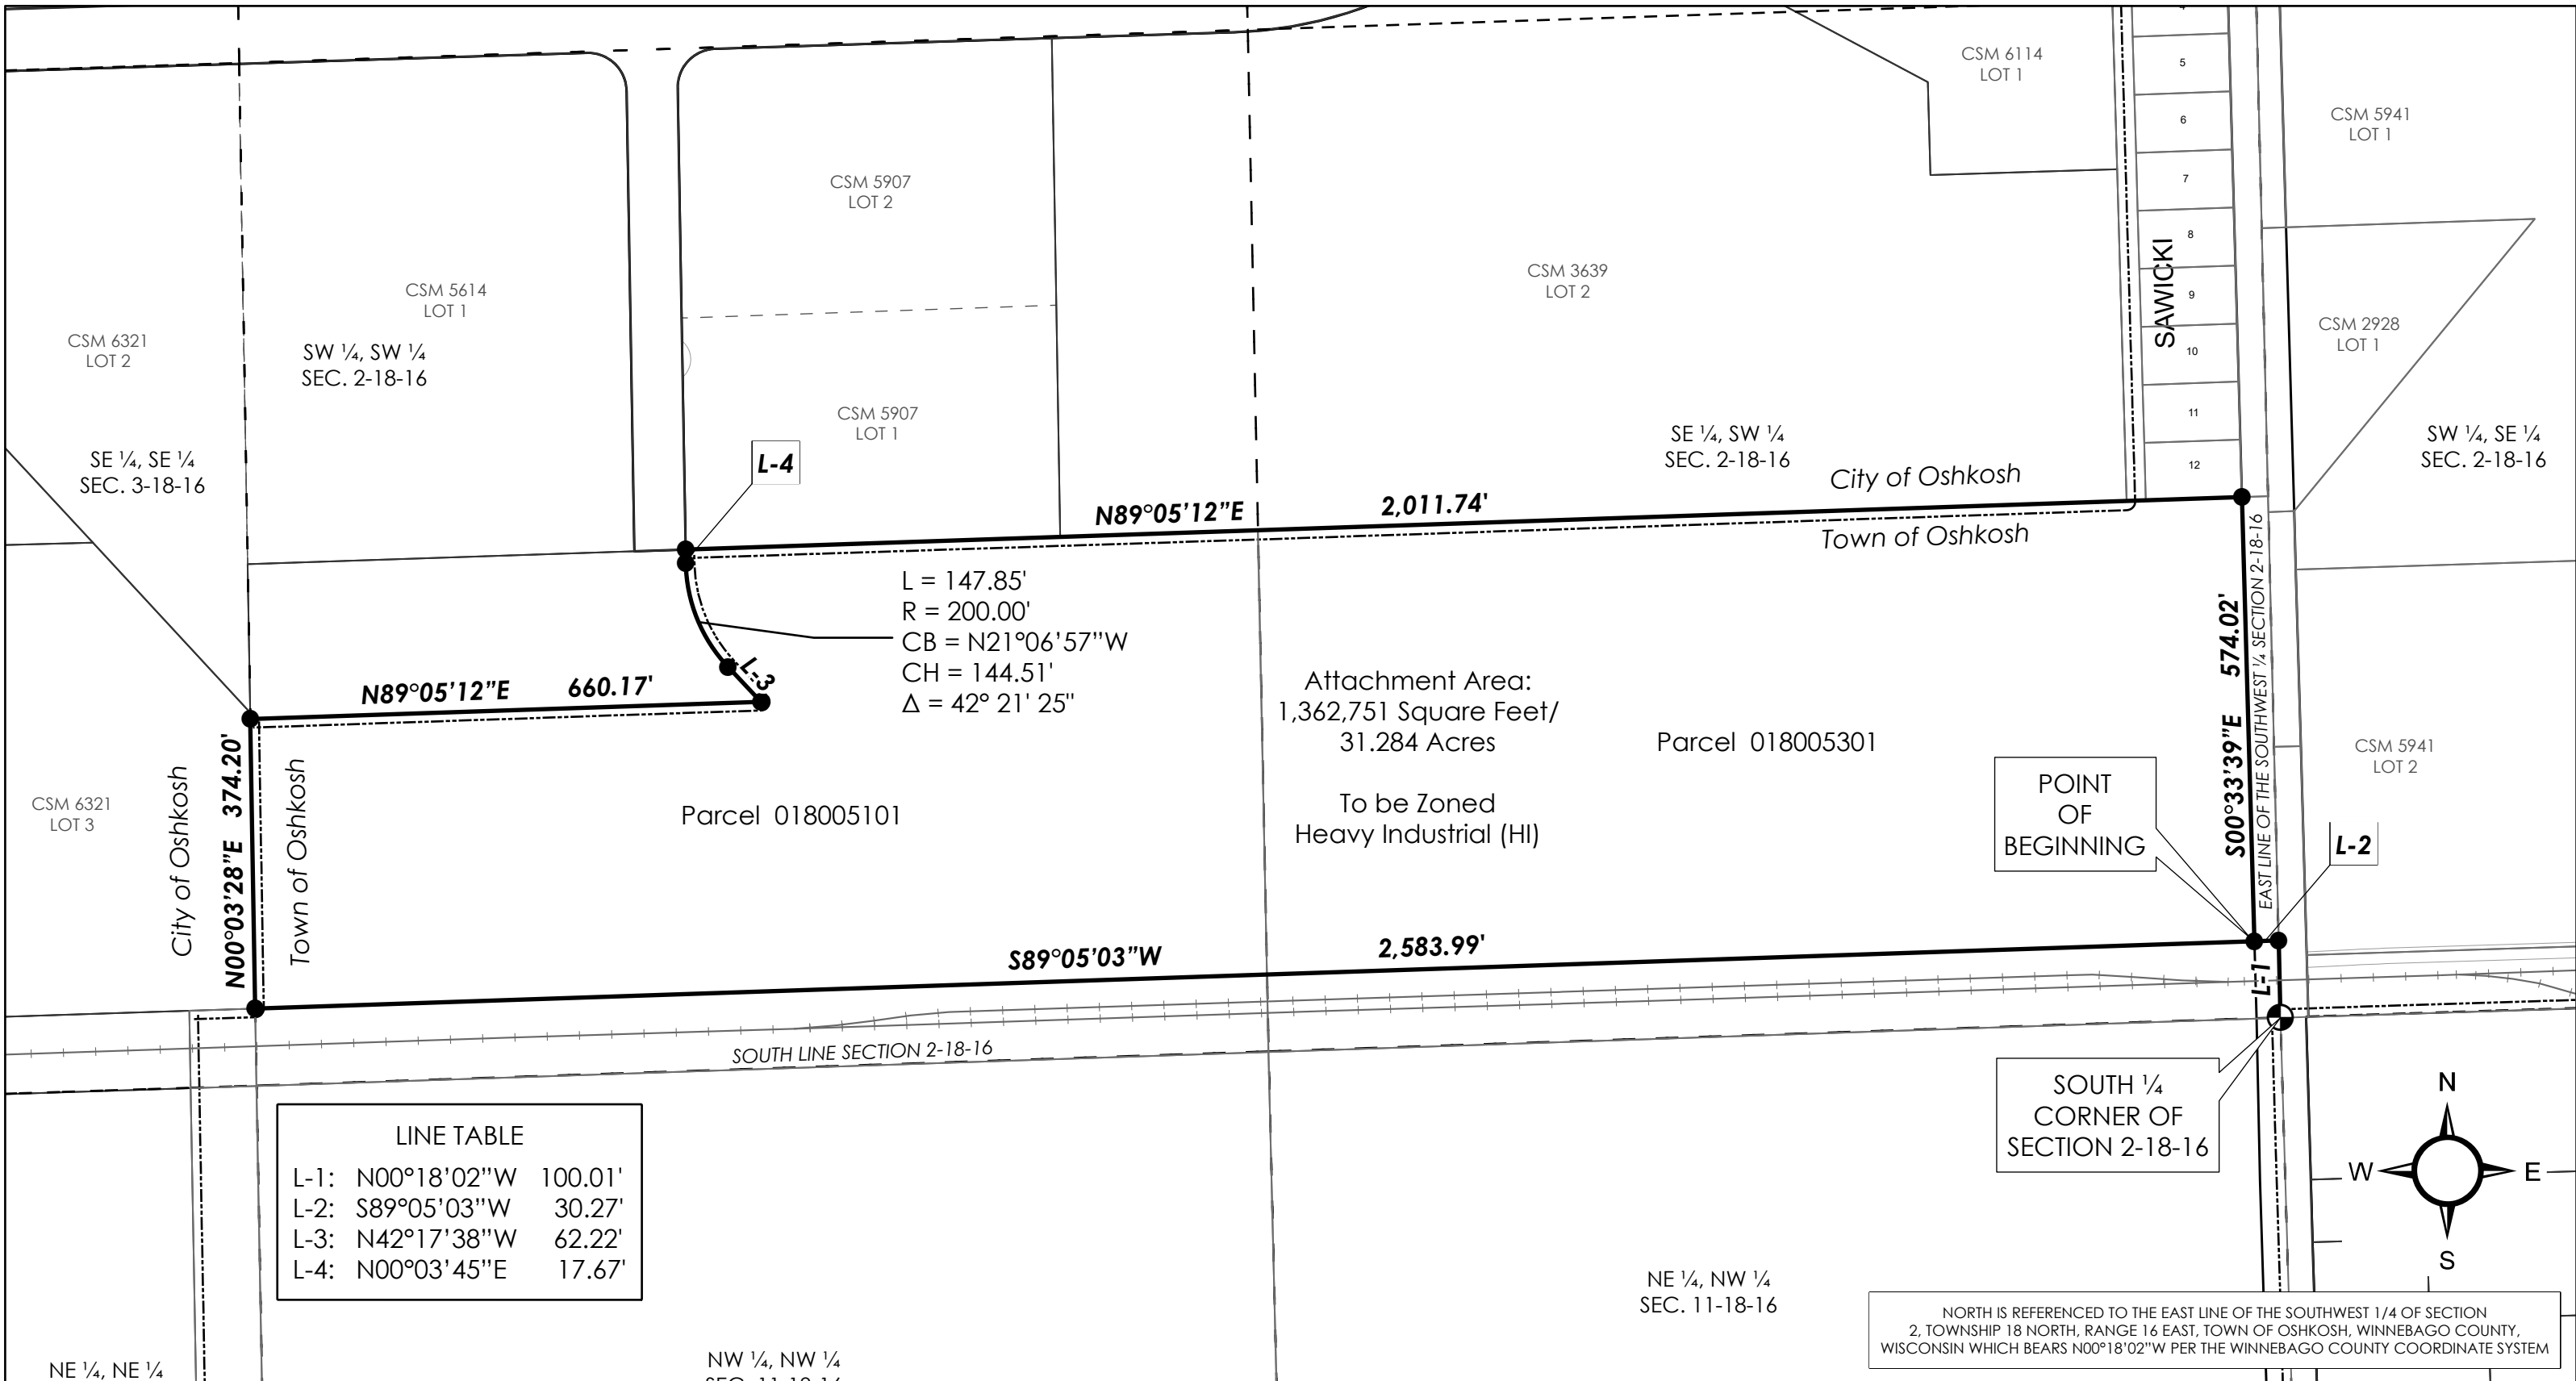 CSM 6114
LOT 1
4
5
6
7
8
9
10
11
12
SAWICKI
CSM 5941
LOT 1
CSM 5907
LOT 2
CSM 3639
LOT 2
CSM 5614
LOT 1
CSM 6321
LOT 2
SW ¼, SW ¼
SEC. 2-18-16
CSM 2928
LOT 1
CSM 5907
LOT 1
SE ¼, SE ¼
SEC. 3-18-16
L-4
SE ¼, SW ¼
SEC. 2-18-16
SW ¼, SE ¼
SEC. 2-18-16
City of Oshkosh
N89°05'12”E 2,011.74'
Town of Oshkosh
L = 147.85'
R = 200.00'
CB = N21°06'57”W
CH = 144.51'
Δ = 42° 21' 25"
L-3
N89°05'12”E 660.17'
Attachment Area:
1,362,751 Square Feet/
31.284 Acres
To be Zoned
Heavy Industrial (HI)
Parcel 018005301
S00°33'39”E 574.02'
EAST LINE OF THE SOUTHWEST ¼ SECTION 2-18-16
CSM 5941
LOT 2
POINT
OF
BEGINNING
L-2
CSM 6321
LOT 3
City of Oshkosh
N00°03'28”E 374.20'
Town of Oshkosh
Parcel 018005101
S89°05'03”W 2,583.99'
L-1
SOUTH LINE SECTION 2-18-16
SOUTH ¼
CORNER OF
SECTION 2-18-16
LINE TABLE
L-1: N00°18'02”W 100.01'
L-2: S89°05'03”W 30.27'
L-3: N42°17'38”W 62.22'
L-4: N00°03'45”E 17.67'
N
W
E
S
NE ¼, NW ¼
SEC. 11-18-16
NORTH IS REFERENCED TO THE EAST LINE OF THE SOUTHWEST 1/4 OF SECTION
2, TOWNSHIP 18 NORTH, RANGE 16 EAST, TOWN OF OSHKOSH, WINNEBAGO COUNTY,
WISCONSIN WHICH BEARS N00°18'02”W PER THE WINNEBAGO COUNTY COORDINATE SYSTEM
NE ¼, NE ¼
NW ¼, NW ¼
SEC. 11-18-16